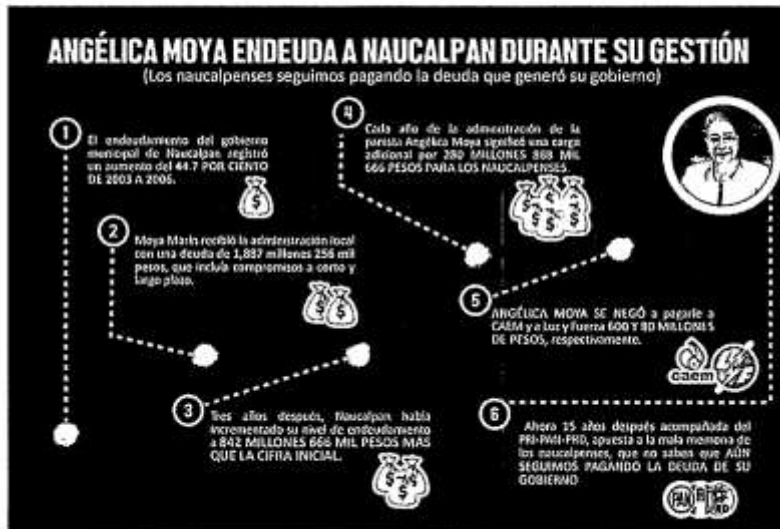 ANGÉLICA MOYA ENDEUDA A NAUCALPAN DURANTE SU GESTIÓN
(Los naucalpenses seguimos pagando la deuda que generó su gobierno)
1
El endeudamiento del gobierno
municipal de Naucalpan registró
un aumento del 44.7 POR CIENTO
DE 2003 A 2006.
2
Moya Marín recibió la administración local
con una deuda de 1,887 millones 256 mil
pesos, que incluía compromisos a corto y
largo plazo.
3
Tres años después, Naucalpan había
incrementado su nivel de endeudamiento
a 842 MILLONES 666 MIL PESOS MAS
QUE LA CIFRA INICIAL.
4
Cada año de la administración de la
panista Angélica Moya significó una carga
adicional por 280 MILLONES 868 MIL
666 PESOS PARA LOS NAUCALPENSES.
5
ANGÉLICA MOYA SE NEGÓ a pagarle a
CAEM y a Luz y Fuerza 600 Y 80 MILLONES
DE PESOS, respectivamente.
caem
6
Ahora 15 años después acompañada del
PRI-PAN-PRD, apuesta a la mala memoria de
los naucalpenses, que no saben que AÚN
SEGUIMOS PAGANDO LA DEUDA DE SU
GOBIERNO
PAN